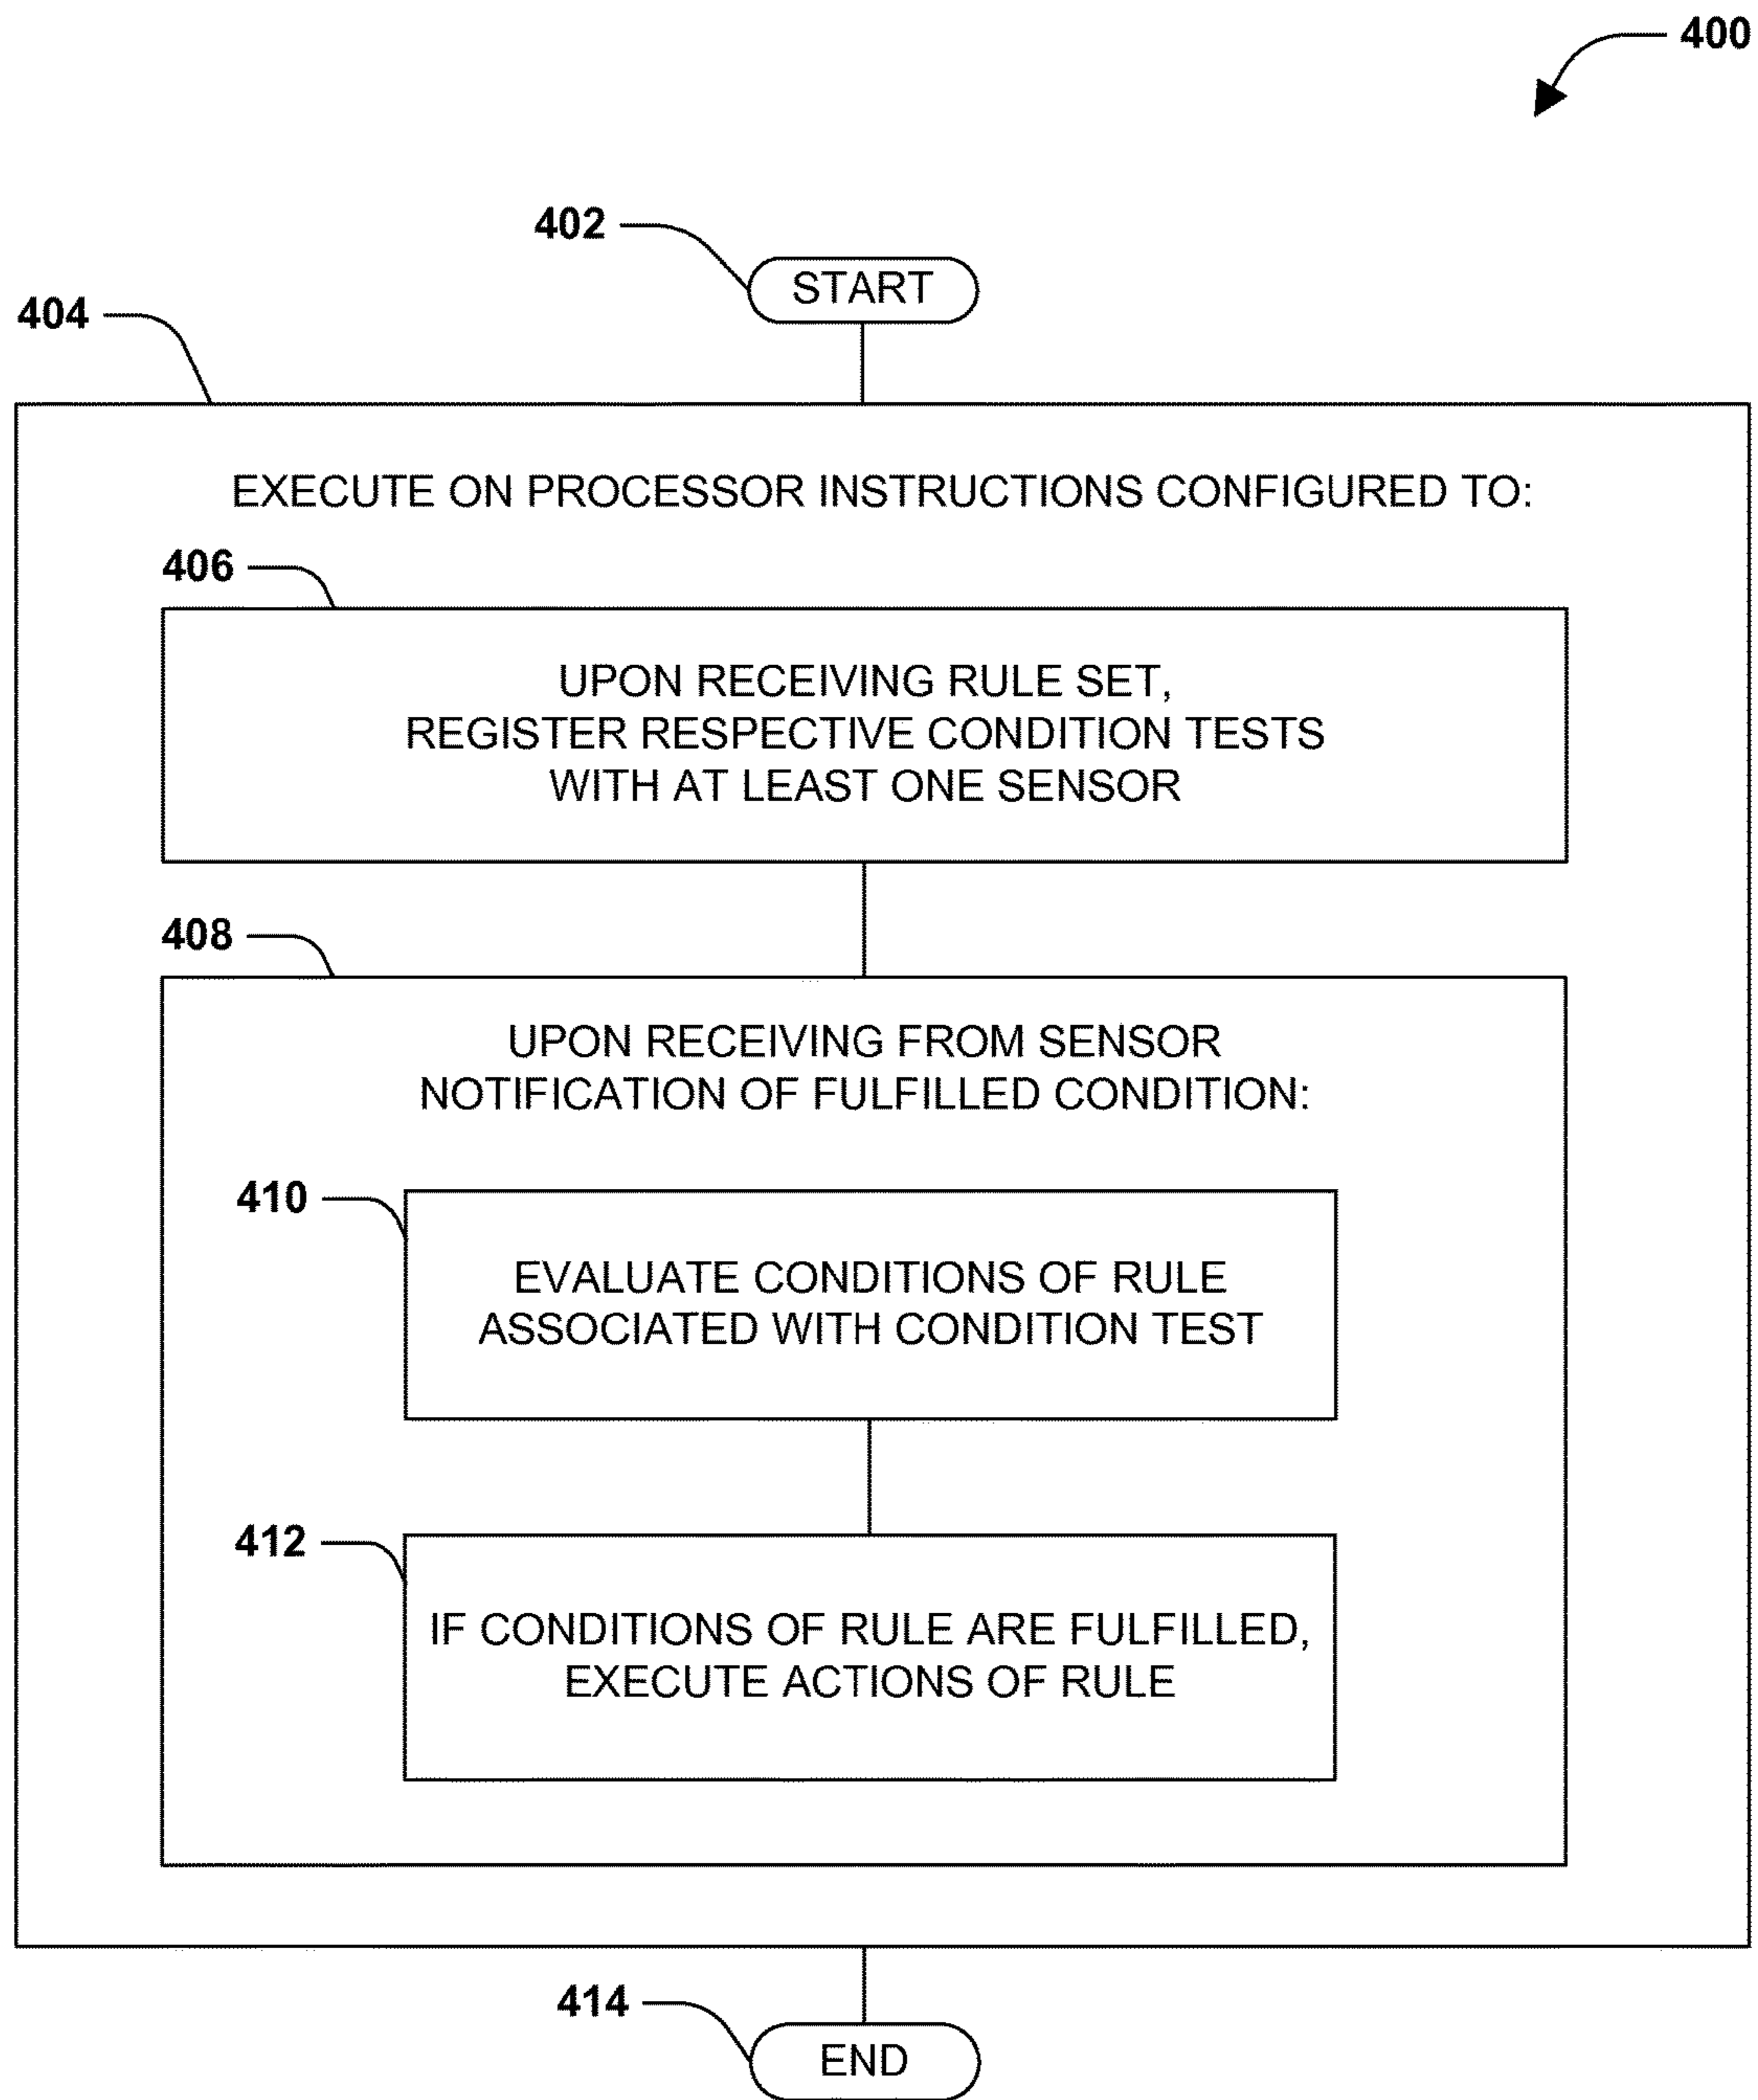 400
402
START
404
EXECUTE ON PROCESSOR INSTRUCTIONS CONFIGURED TO:
406
UPON RECEIVING RULE SET,
REGISTER RESPECTIVE CONDITION TESTS
WITH AT LEAST ONE SENSOR
408
UPON RECEIVING FROM SENSOR
NOTIFICATION OF FULFILLED CONDITION:
410
EVALUATE CONDITIONS OF RULE
ASSOCIATED WITH CONDITION TEST
412
IF CONDITIONS OF RULE ARE FULFILLED,
EXECUTE ACTIONS OF RULE
414
END